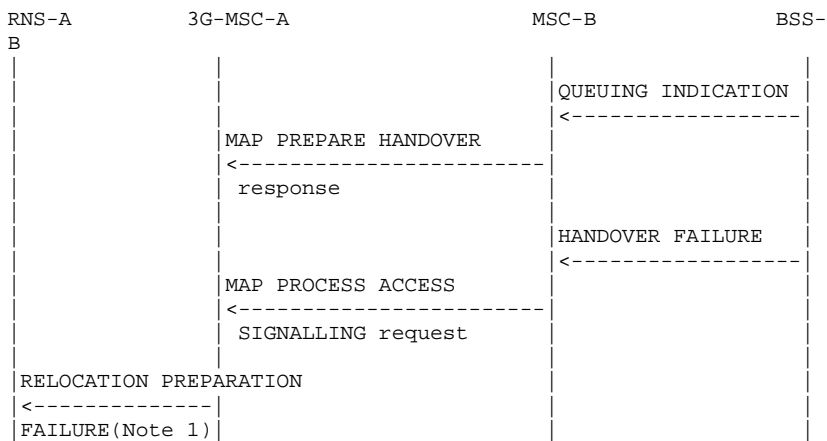 RNS-A 3G-MSC-A MSC-B BSS-
B
QUEUING INDICATION
MAP PREPARE HANDOVER
response
HANDOVER FAILURE
MAP PROCESS ACCESS
SIGNALLING request
RELOCATION PREPARATION
FAILURE(Note 1)